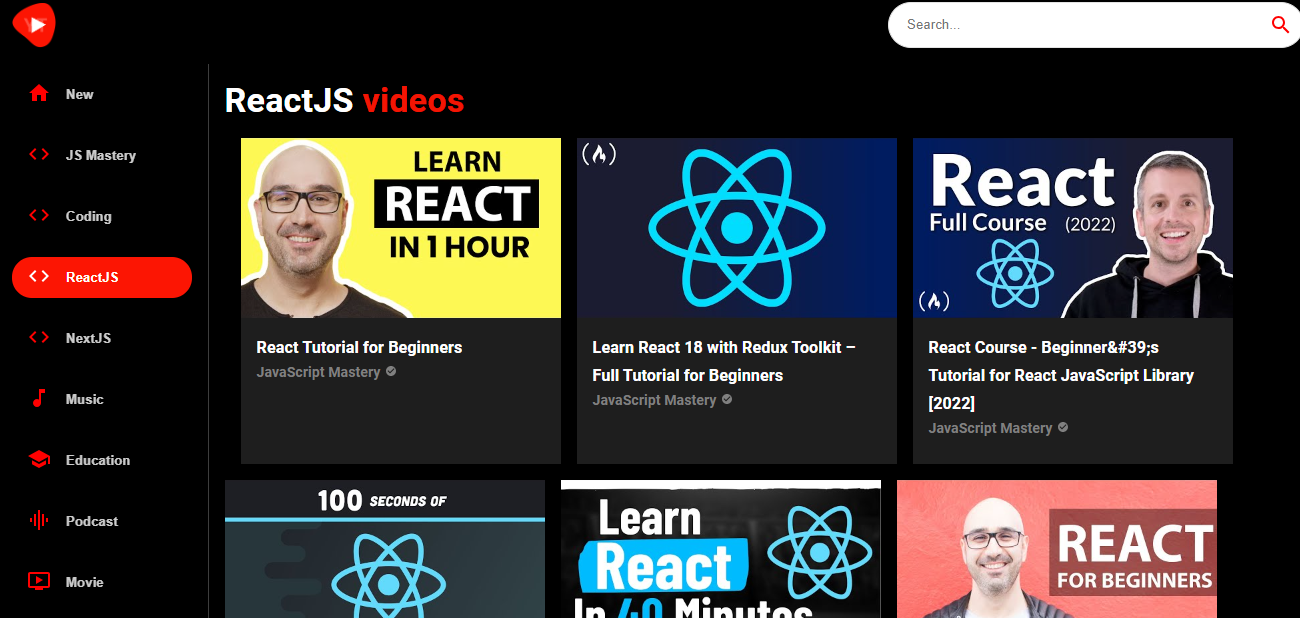 Search...
New
JS Mastery
Coding
ReactJS
NextJS
Music
Education
Podcast
Movie
ReactJS videos
LEARN
REACT
IN 1 HOUR
React Tutorial for Beginners
JavaScript Mastery
Learn React 18 with Redux Toolkit –
Full Tutorial for Beginners
JavaScript Mastery
React
Full Course (2022)
React Course - Beginner&#39;s
Tutorial for React JavaScript Library
[2022]
JavaScript Mastery
100 SECONDS OF
Learn
React
In 40 Minutes
REACT
FOR BEGINNERS